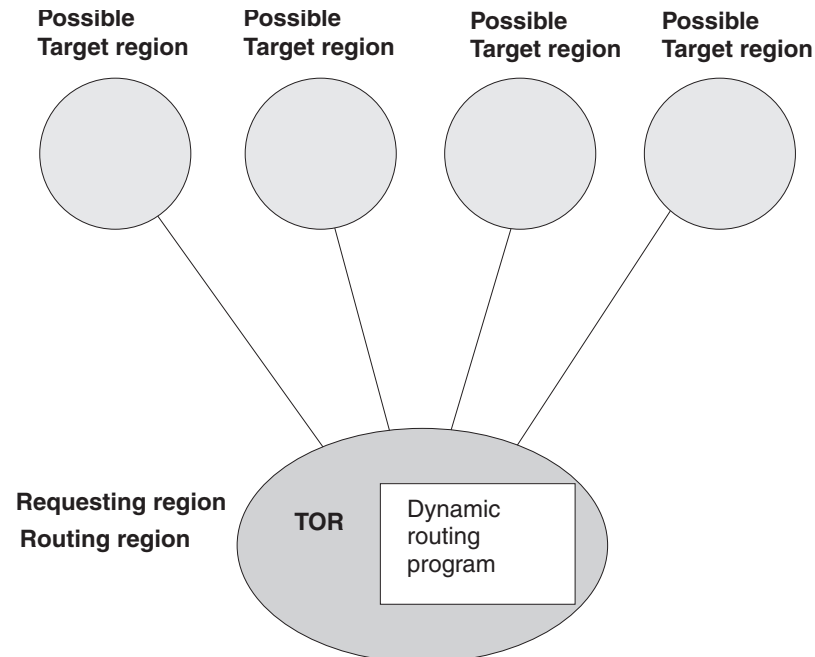 Possible
Target region
Possible
Target region
Possible
Target region
Possible
Target region
Requesting region
Routing region
TOR
Dynamic
routing
program